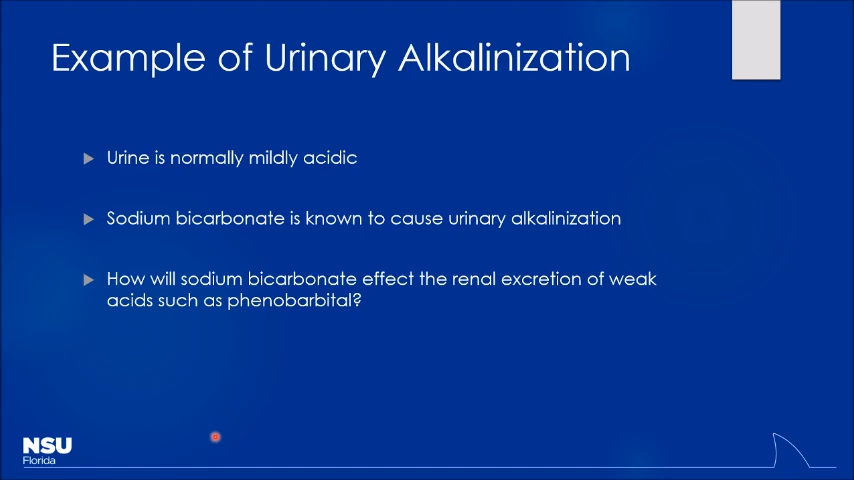 Example of Urinary Alkalinization
Urine is normally mildly acidic
Sodium bicarbonate is known to cause urinary alkalinization
How will sodium bicarbonate effect the renal excretion of weak
acids such as phenobarbital?
NSU
Florida